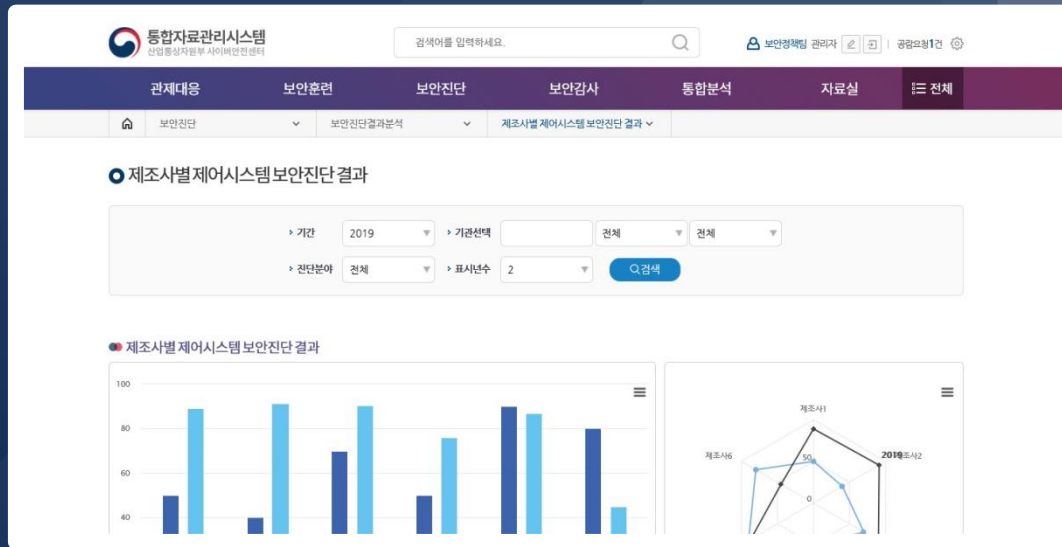 통합자료관리시스템
산업통상자원부 사이버안전센터
검색어를 입력하세요.
보안정책팀 관리자
공람요청1건
관제대응 보안훈련 보안진단 보안감사 통합분석 자료실 전체
보안진단 보안진단결과분석 제조사별 제어시스템 보안진단 결과
제조사별 제어시스템 보안진단 결과
기간 2019 기관선택 전체 전체
진단분야 전체 표시년수 2 검색
제조사별 제어시스템 보안진단 결과
100
80
60
40
제조사1
제조사6
50
2019
0